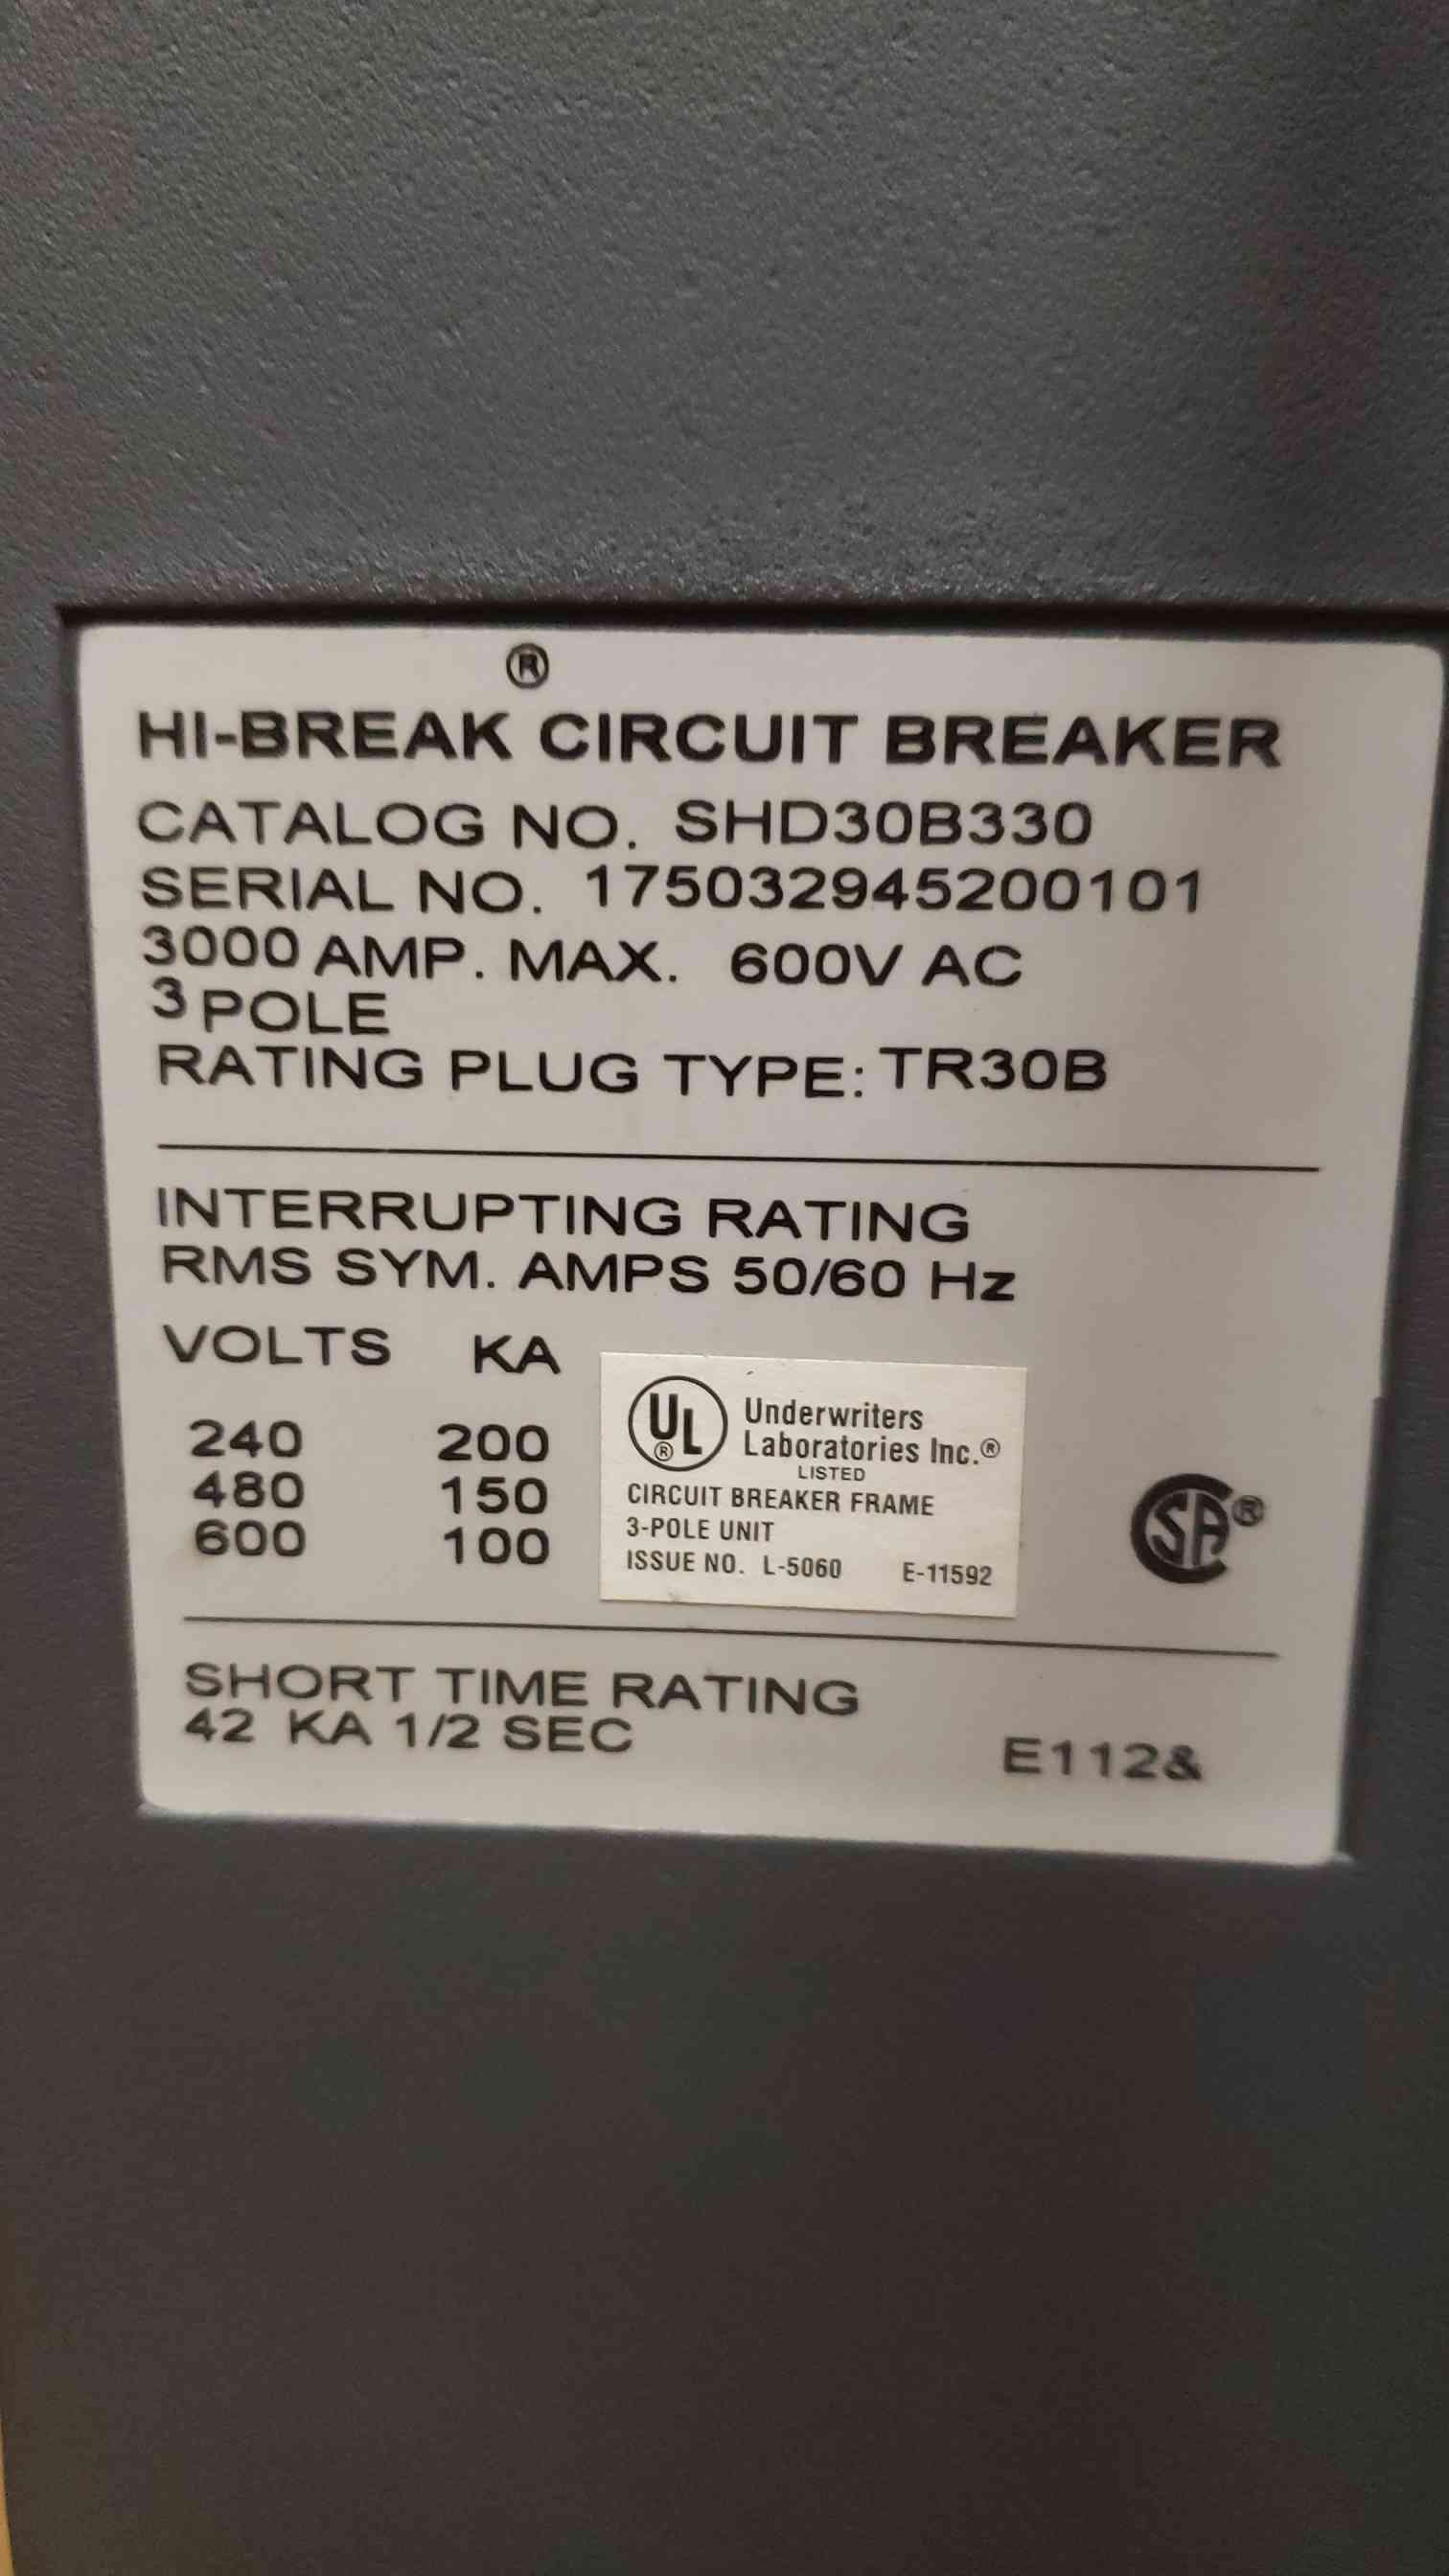 ®
HI-BREAK CIRCUIT BREAKER
CATALOG NO. SHD30B330
SERIAL NO. 175032945200101
3000 AMP. MAX. 600V AC
3 POLE
RATING PLUG TYPE: TR30B
INTERRUPTING RATING
RMS SYM. AMPS 50/60 Hz
VOLTS KA
240 200
480 150
600 100
UL ®
Underwriters
Laboratories Inc.®
LISTED
CIRCUIT BREAKER FRAME
3-POLE UNIT
ISSUE NO. L-5060 E-11592
SA ®
SHORT TIME RATING
42 KA 1/2 SEC
E112&